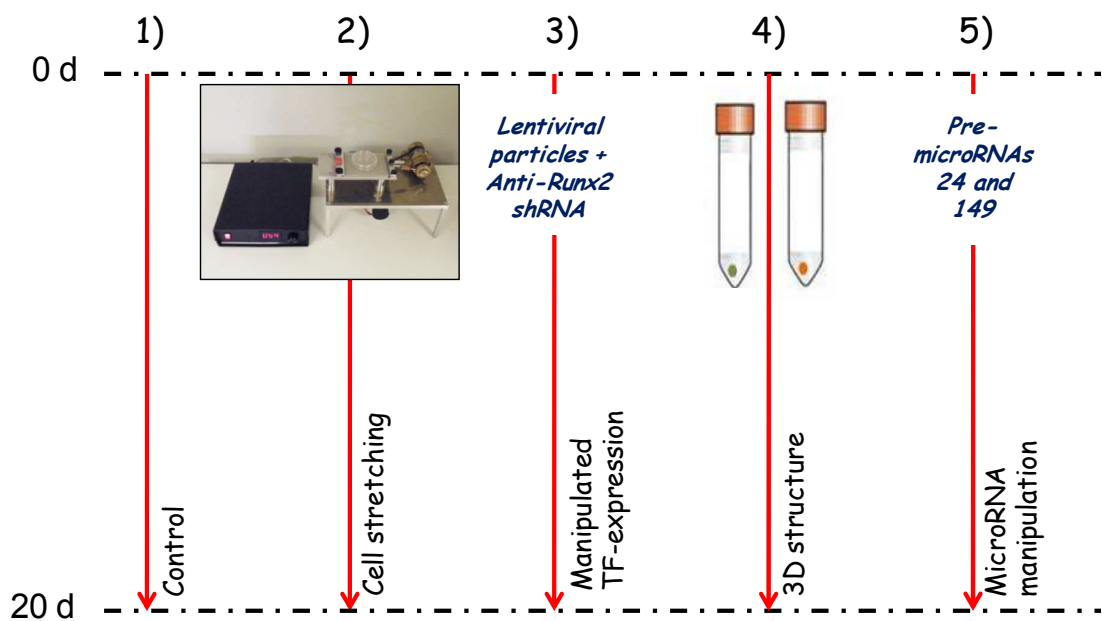 1)
2)
3)
4)
5)
0 d
Lentiviral
particles +
Anti-Runx2
shRNA
Pre-
microRNAs
24 and
149
Control
Cell stretching
Manipulated
TF-expression
3D structure
MicroRNA
manipulation
20 d